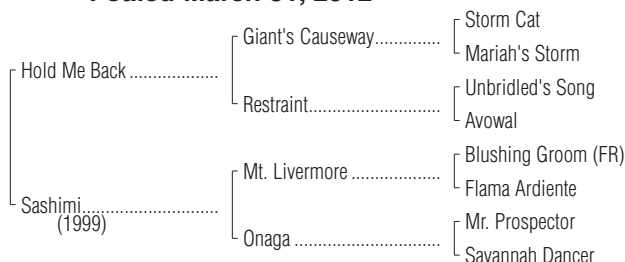 Foaled March 31, 2012
Storm Cat
Giant's Causeway..............
Mariah's Storm
Hold Me Back ...................
Unbridled's Song
Restraint............................
Avowal
Blushing Groom (FR)
Mt. Livermore ...................
Flama Ardiente
Sashimi.............................
(1999)
Mr. Prospector
Onaga ...............................
Savannah Dancer